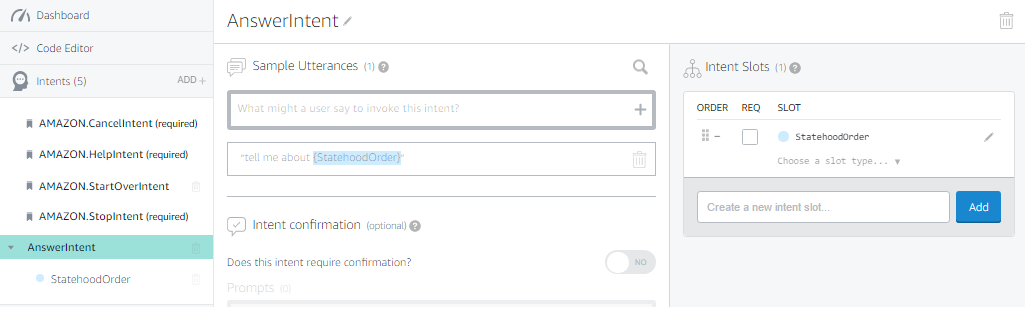 Dashboard
</> Code Editor
Intents (5) ADD +
AMAZON.CancelIntent (required)
AMAZON.HelpIntent (required)
AMAZON.StartOverIntent
AMAZON.StopIntent (required)
AnswerIntent
StatehoodOrder
AnswerIntent
Sample Utterances (1) ?
What might a user say to invoke this intent?
"tell me about {StatehoodOrder}"
Intent confirmation (optional) ?
Does this intent require confirmation? NO
Prompts (0)
Intent Slots (1) ?
ORDER REQ SLOT
StatehoodOrder
Choose a slot type...
Create a new intent slot... Add